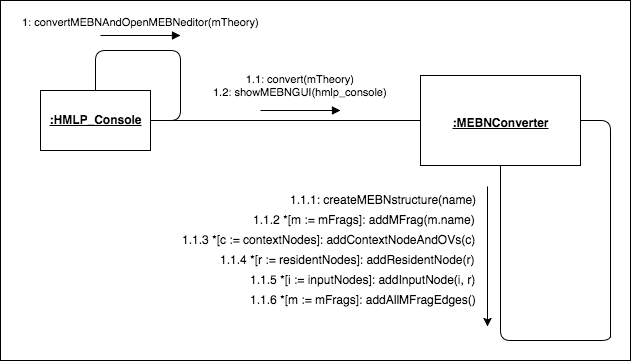 1: convertMEBNAndOpenMEBNeditor(mTheory)
1.1: convert(mTheory)
1.2: showMEBNGUI(hmlp_console)
:HMLP_Console
:MEBNConverter
1.1.1: createMEBNstructure(name)
1.1.2 *[m := mFrags]: addMFrag(m.name)
1.1.3 *[c := contextNodes]: addContextNodeAndOVs(c)
1.1.4 *[r := residentNodes]: addResidentNode(r)
1.1.5 *[i := inputNodes]: addInputNode(i, r)
1.1.6 *[m := mFrags]: addAllMFragEdges()